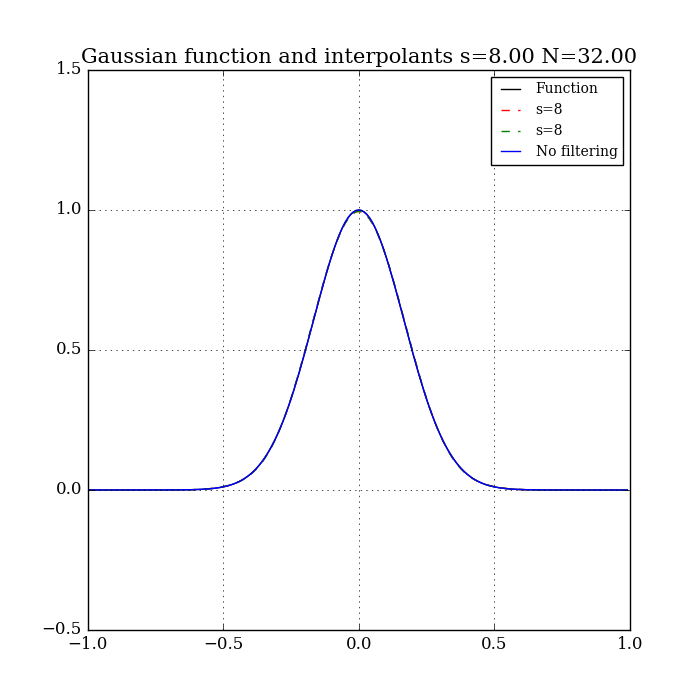 Gaussian function and interpolants s=8.00 N=32.00
1.5
Function
s=8
s=8
No filtering
1.0
0.5
0.0
−0.5
−1.0 −0.5 0.0 0.5 1.0